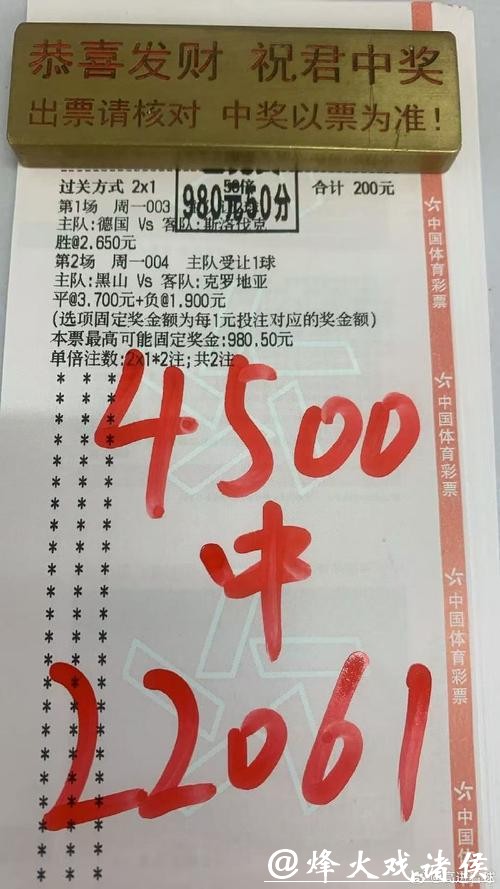 恭喜发财 祝君中奖
出票请核对 中奖以票为准!
过关方式 2x1
合计 200元
980元50分
第1场 周一003
主队:德国 Vs 客队:斯洛伐克
胜@2.650元
第2场 周一004 主队受让1球
主队:黑山 Vs 客队:克罗地亚
平@3.700元+负@1.900元
(选项固定奖金额为每1元投注对应的奖金额)
本票最高可能固定奖金:980.50元
单倍注数:2x1*2注;共2注
4500
中
22061
中国体育彩票
中国体育彩票
中国体育彩票
中国体育彩票
@烽火戏诸侯